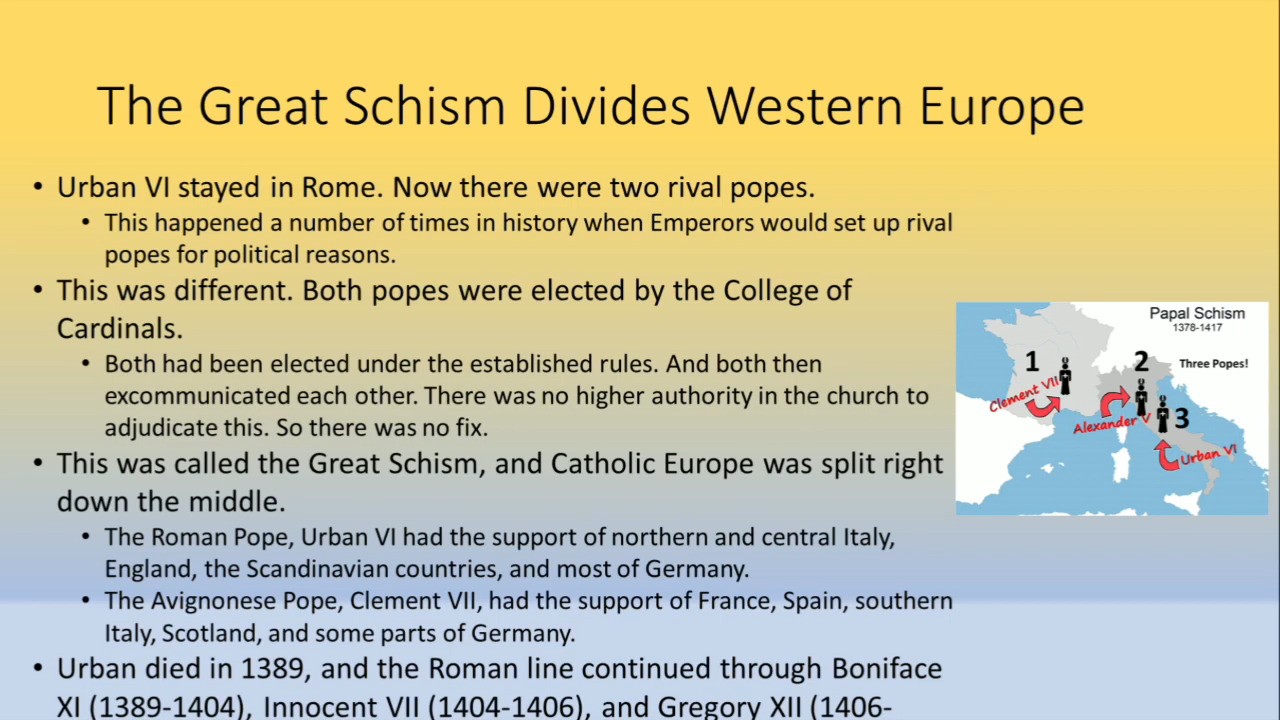 The Great Schism Divides Western Europe
• Urban VI stayed in Rome. Now there were two rival popes.
• This happened a number of times in history when Emperors would set up rival
popes for political reasons.
• This was different. Both popes were elected by the College of
Cardinals.
• Both had been elected under the established rules. And both then
excommunicated each other. There was no higher authority in the church to
adjudicate this. So there was no fix.
• This was called the Great Schism, and Catholic Europe was split right
down the middle.
• The Roman Pope, Urban VI had the support of northern and central Italy,
England, the Scandinavian countries, and most of Germany.
• The Avignonese Pope, Clement VII, had the support of France, Spain, southern
Italy, Scotland, and some parts of Germany.
• Urban died in 1389, and the Roman line continued through Boniface
XI (1389-1404), Innocent VII (1404-1406), and Gregory XII (1406-
Papal Schism
1378-1417
Three Popes!
1
Clement VII
2
Alexander V
3
Urban VI